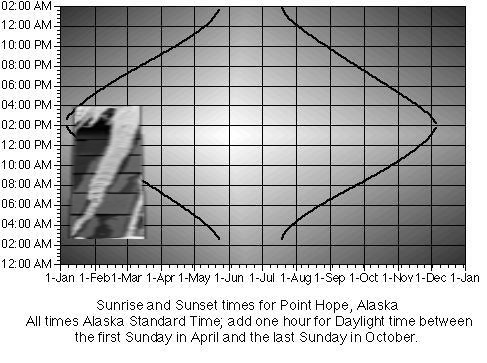 02:00 AM
12:00 AM
10:00 PM
08:00 PM
06:00 PM
04:00 PM
02:00 PM
12:00 PM
10:00 AM
08:00 AM
06:00 AM
04:00 AM
02:00 AM
12:00 AM
1-Jan 1-Feb 1-Mar 1-Apr 1-May 1-Jun 1-Jul 1-Aug 1-Sep 1-Oct 1-Nov 1-Dec 1-Jan
Sunrise and Sunset times for Point Hope, Alaska
All times Alaska Standard Time; add one hour for Daylight time between
the first Sunday in April and the last Sunday in October.